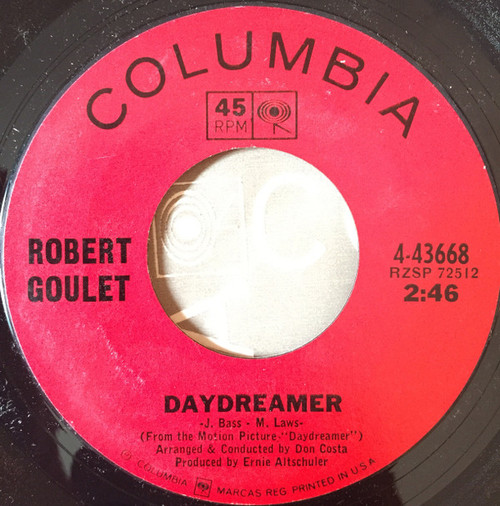 COLUMBIA
45
RPM
ROBERT
GOULET
4-43668
RZSP 72512
2:46
DAYDREAMER
-J. Bass - M. Laws-
(From the Motion Picture-"Daydreamer")
Arranged & Conducted by Don Costa
Produced by Ernie Altschuler
COLUMBIA MARCAS REG. PRINTED IN U.S.A.